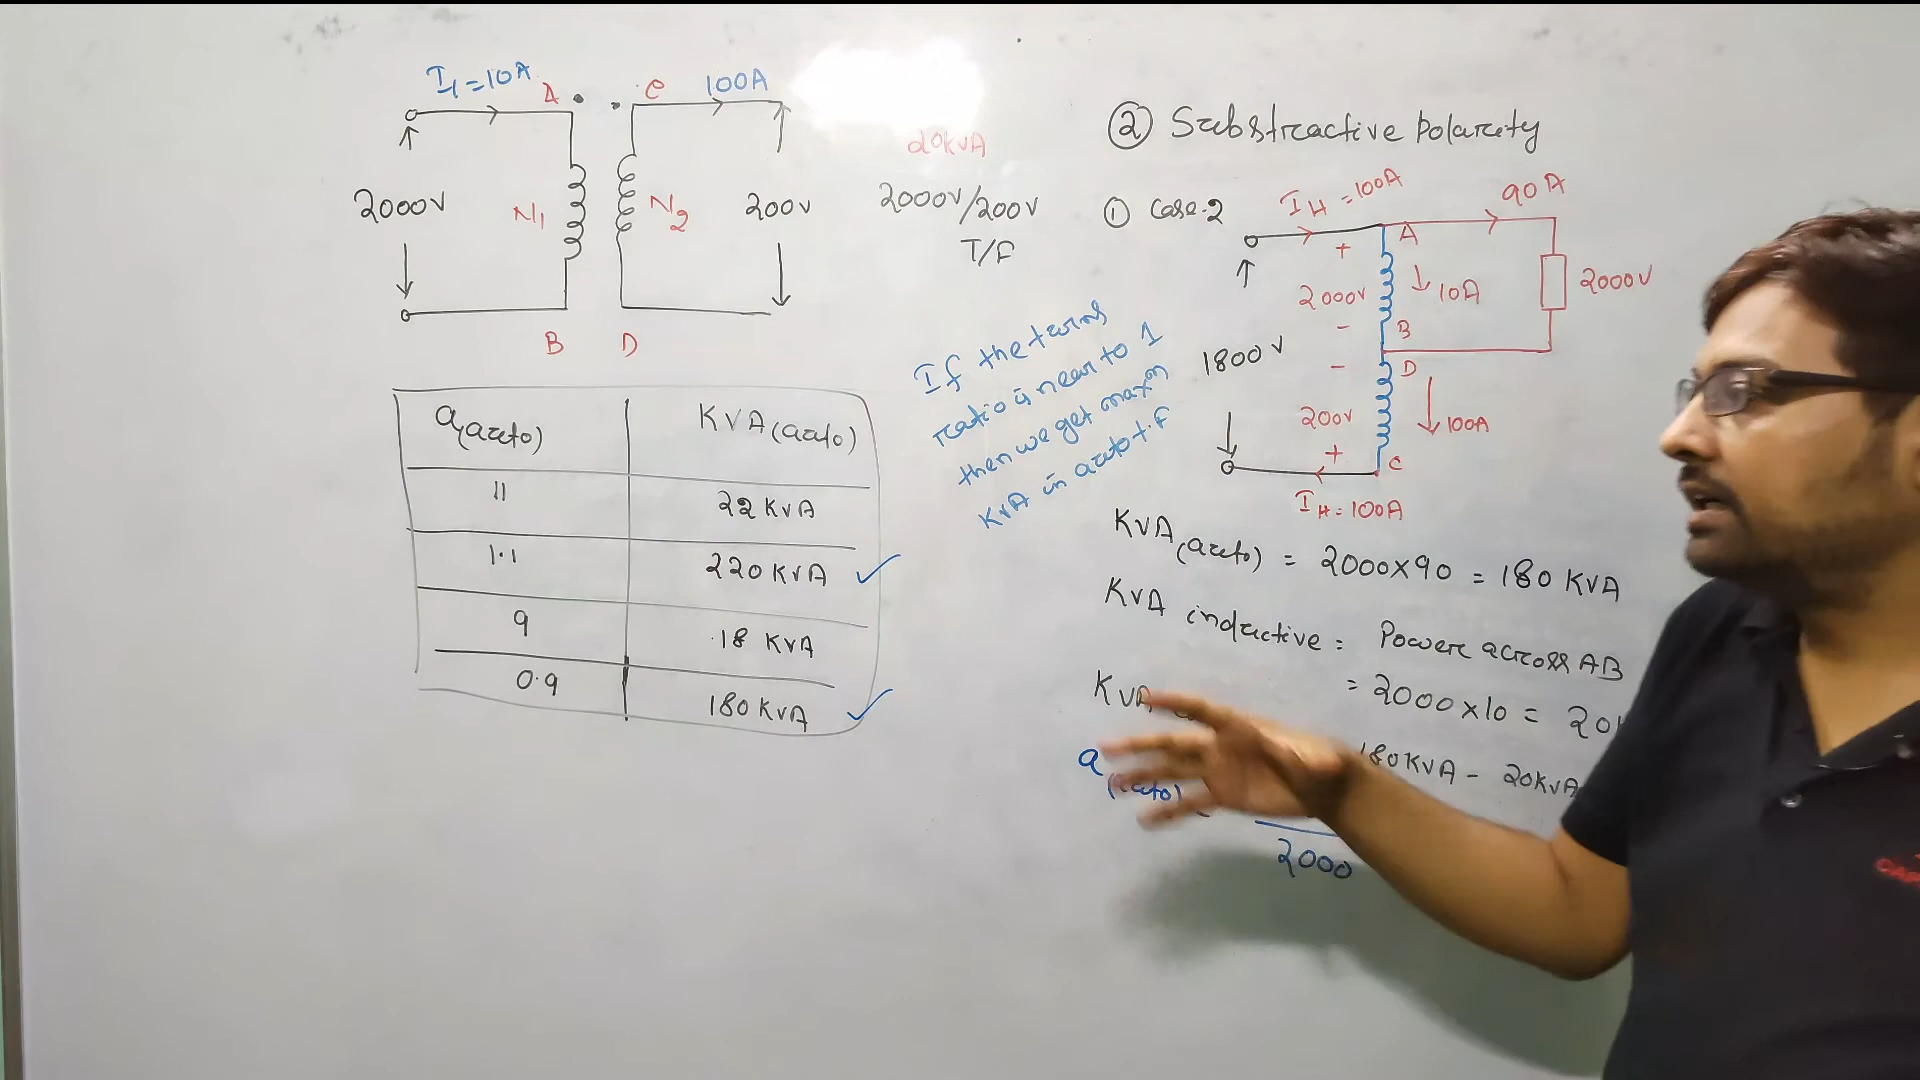 I1=10A
A
C
100A
2000V
N1
N2
200V
B
D
20KVA
2000V/200V
T/F
a(auto)
KVA(auto)
11
22 KVA
1.1
220 KVA
9
18 KVA
0.9
180 KVA
If the turns
ratio is near to 1
then we get maxm
KVA in auto t.f
② Substractive Polarity
① Case-2
IH = 100A
90A
A
+
2000V
10A
2000V
-
B
1800V
-
D
200V
100A
+
C
IH = 100A
KVA(auto) = 2000×90 = 180 KVA
KVA inductive = Power across AB
= 2000×10 = 20
KVA
180KVA - 20KVA
a(auto)
2000